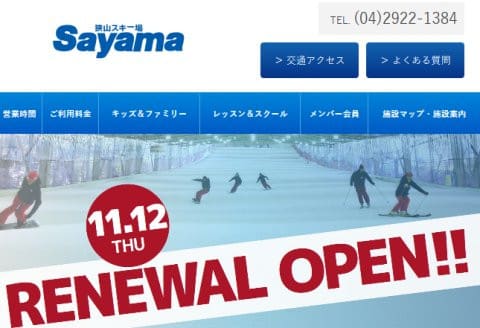 狭山スキー場
Sayama
TEL. (04)2922-1384
> 交通アクセス
> よくある質問
営業時間
ご利用料金
キッズ&ファミリー
レッスン&スクール
メンバー会員
施設マップ・施設案内
11.12
THU
RENEWAL OPEN!!